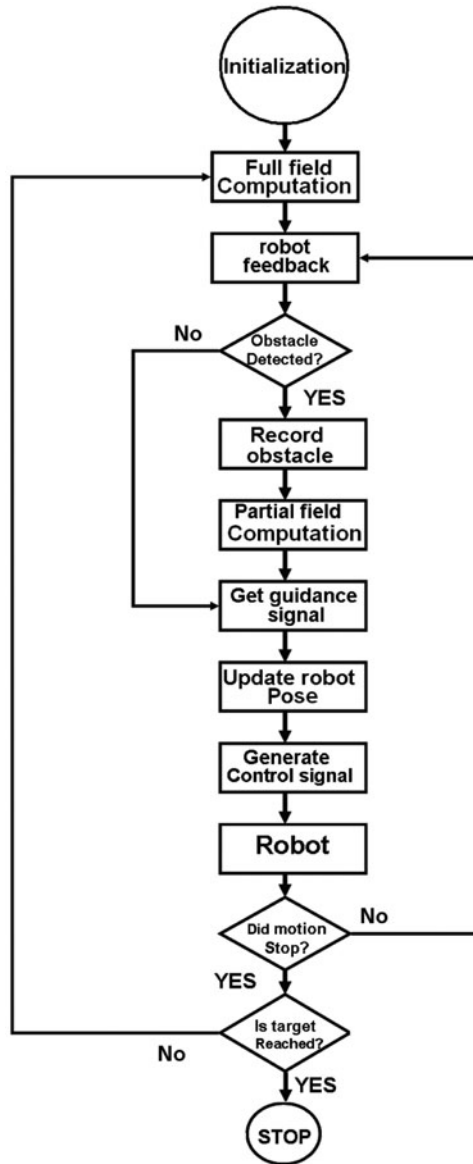 Initialization
Full field
Computation
robot
feedback
No
Obstacle
Detected?
YES
Record
obstacle
Partial field
Computation
Get guidance
signal
Update robot
Pose
Generate
Control signal
Robot
Did motion
Stop?
No
YES
Is target
Reached?
No
YES
STOP